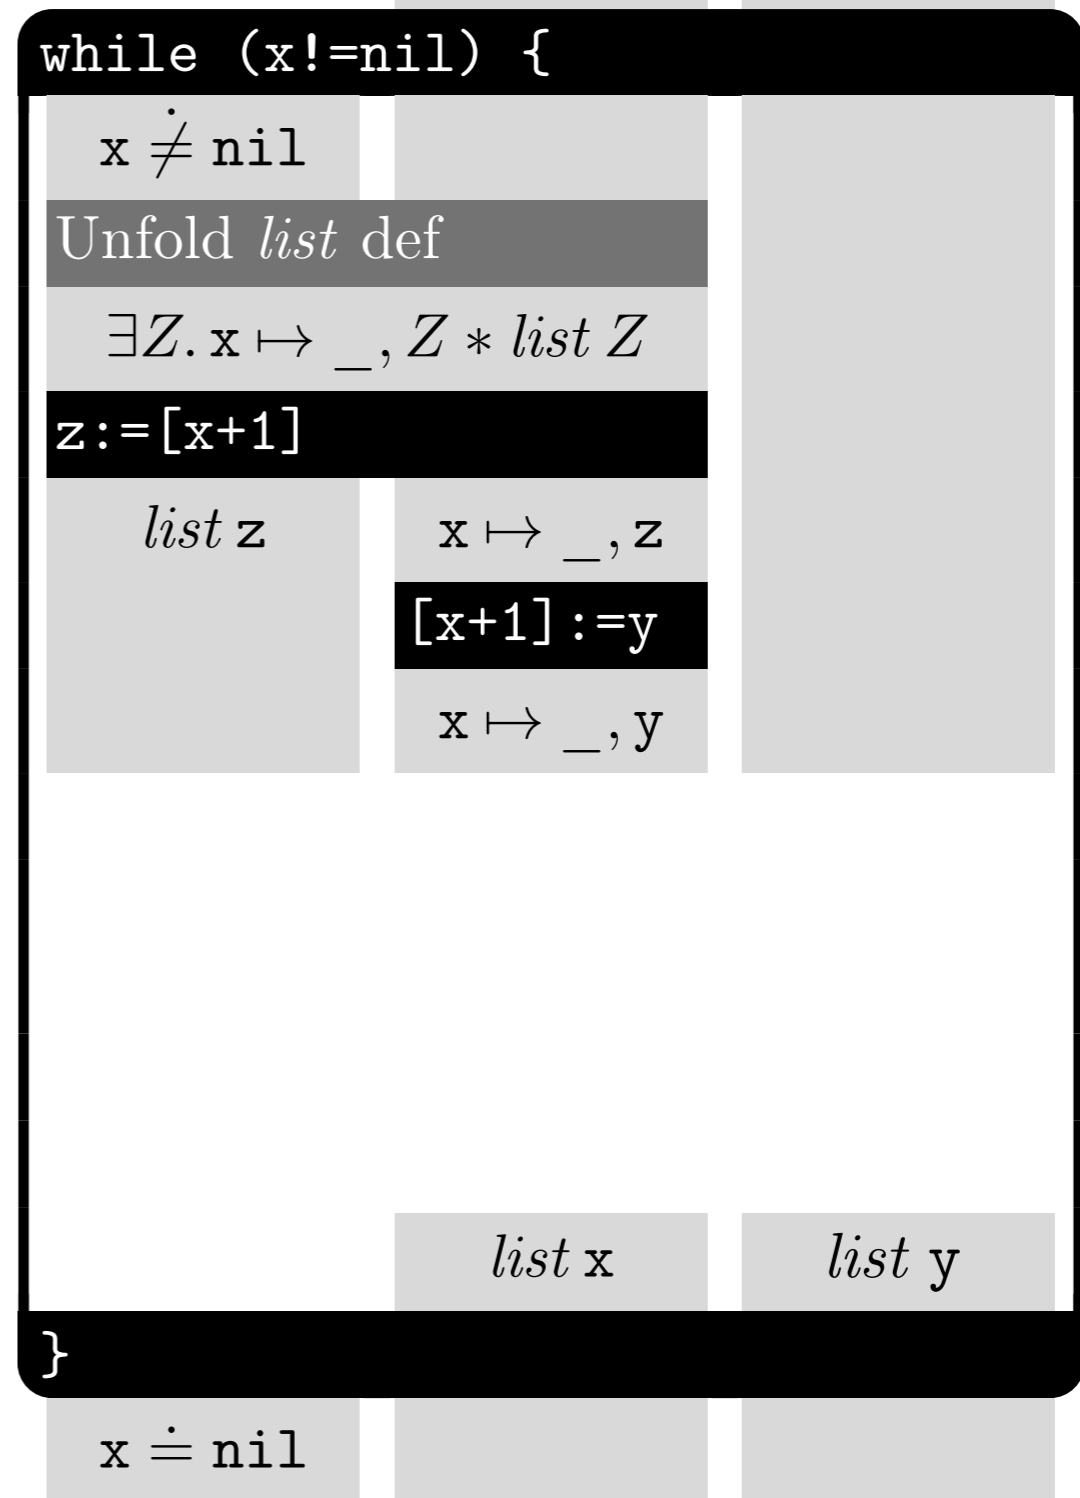 while (x!=nil) {
x ≠̇ nil
Unfold list def
∃Z. x ↦ _, Z * list Z
z:=[x+1]
list z x ↦ _, z
[x+1]:=y
x ↦ _, y
list x list y
}
x ≐ nil